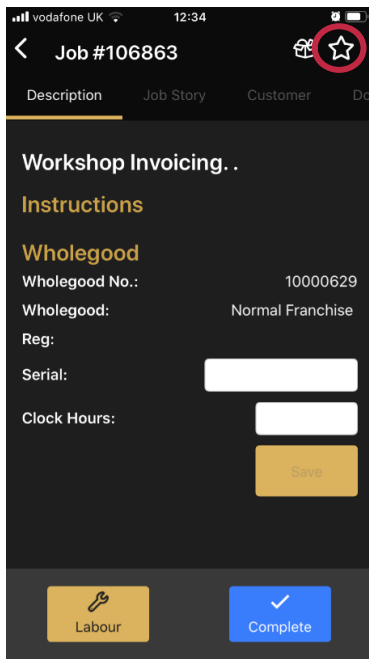 vodafone UK 12:34
Job #106863
Description Job Story Customer Do
Workshop Invoicing. .
Instructions
Wholegood
Wholegood No.: 10000629
Wholegood: Normal Franchise
Reg:
Serial:
Clock Hours:
Save
Labour Complete